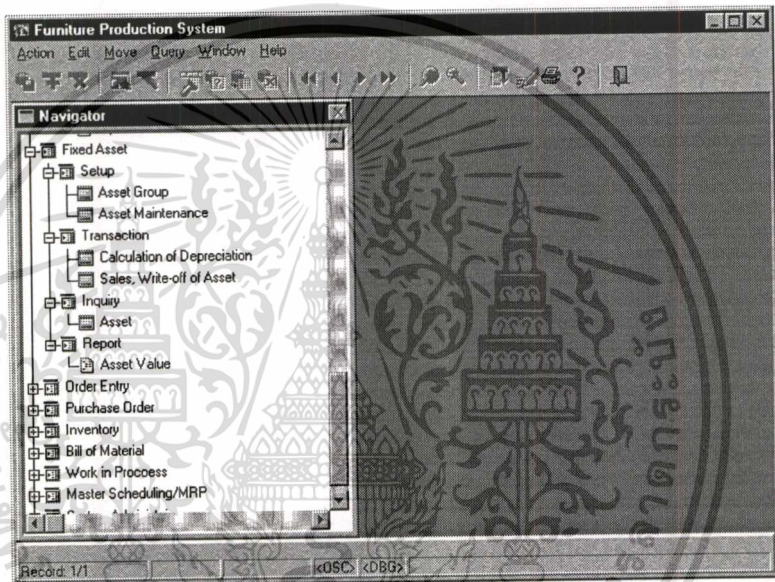 Furniture Production System
Action Edit Move Query Window Help
Navigator
Fixed Asset
Setup
Asset Group
Asset Maintenance
Transaction
Calculation of Depreciation
Sales, Write-off of Asset
Inquiry
Asset
Report
Asset Value
Order Entry
Purchase Order
Inventory
Bill of Material
Work in Proccess
Master Scheduling/MRP
Record: 1/1 <OSC> <DBG>